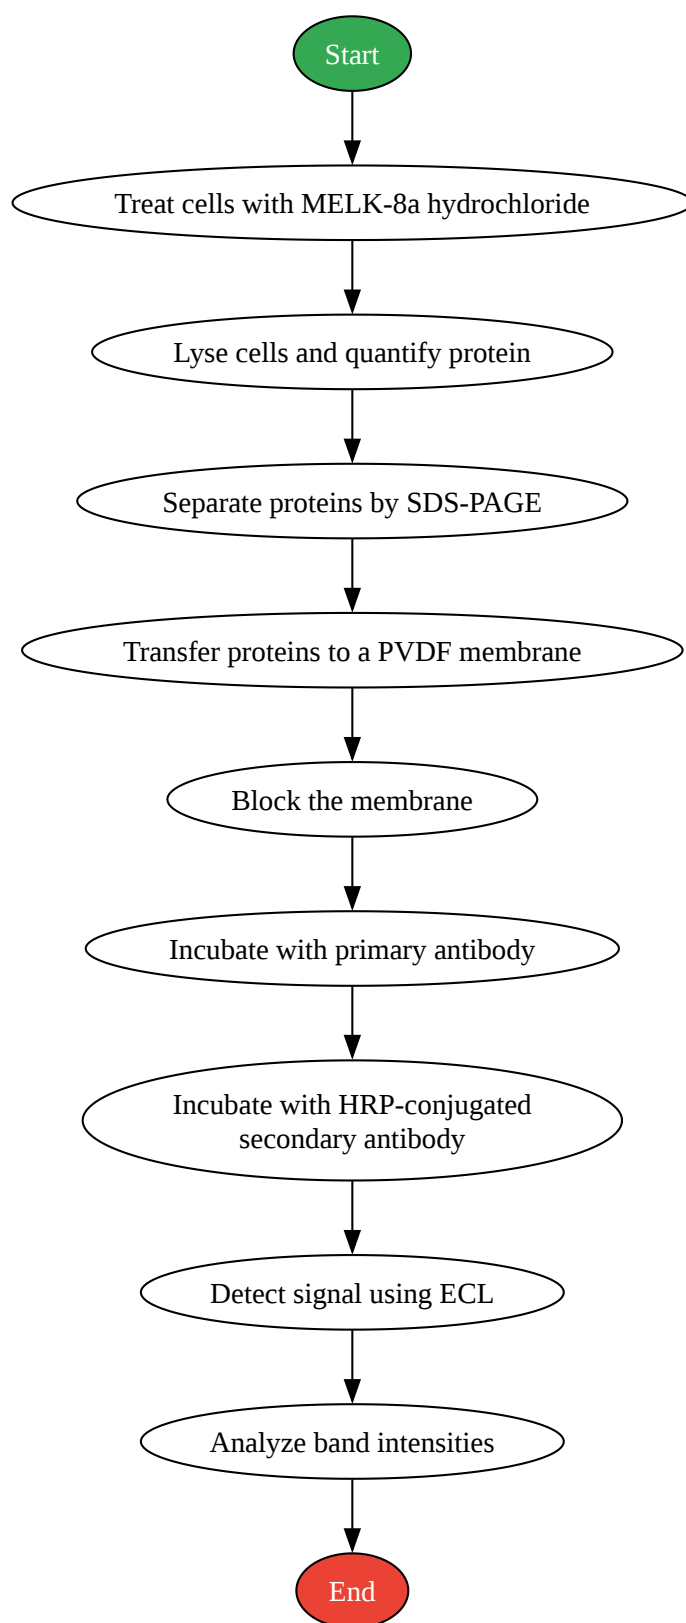 Start
Treat cells with MELK-8a hydrochloride
Lyse cells and quantify protein
Separate proteins by SDS-PAGE
Transfer proteins to a PVDF membrane
Block the membrane
Incubate with primary antibody
Incubate with HRP-conjugated
secondary antibody
Detect signal using ECL
Analyze band intensities
End